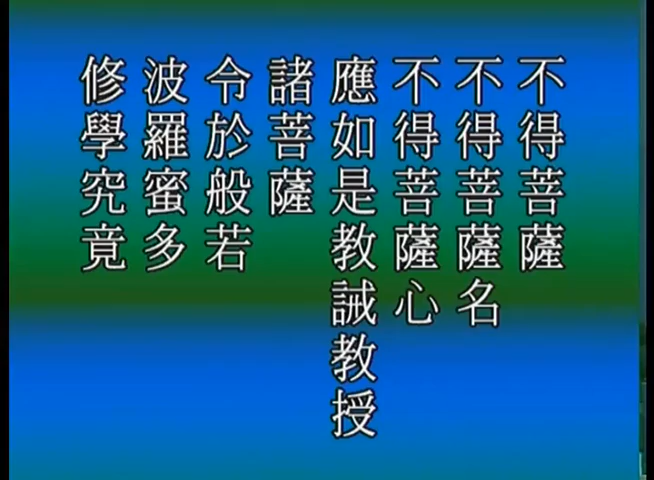 不得菩薩
不得菩薩名
不得菩薩心
應如是教誡教授
諸菩薩
令於般若
波羅蜜多
修學究竟